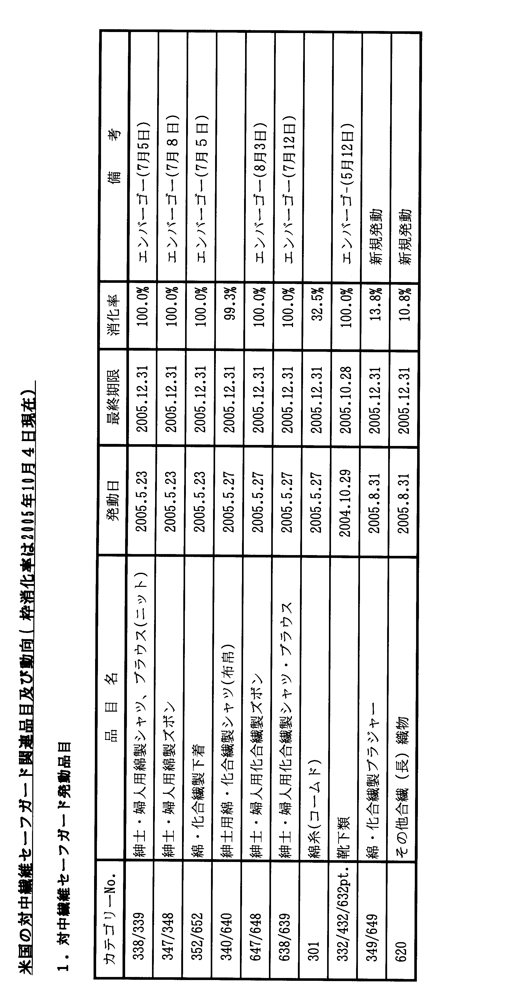 米国の対中繊維セーフガード関連品目及び動向(枠消化率は2005年10月4日現在)
1.対中繊維セーフガード発動品目
カテゴリーNo. 品目名 発動日 最終期限 消化率 備考
338/339 紳士・婦人用綿製シャツ、ブラウス(ニット) 2005.5.23 2005.12.31 100.0% エンバーゴー(7月5日)
347/348 紳士・婦人用綿製ズボン 2005.5.23 2005.12.31 100.0% エンバーゴー(7月8日)
352/652 綿・化合繊製下着 2005.5.23 2005.12.31 100.0% エンバーゴー(7月5日)
340/640 紳士用綿・化合繊製シャツ(布帛) 2005.5.27 2005.12.31 99.3%
647/648 紳士・婦人用化合繊製ズボン 2005.5.27 2005.12.31 100.0% エンバーゴー(8月3日)
638/639 紳士・婦人用化合繊製シャツ・ブラウス 2005.5.27 2005.12.31 100.0% エンバーゴー(7月12日)
301 綿糸(コームド) 2005.5.27 2005.12.31 32.5%
332/432/632pt. 靴下類 2004.10.29 2005.10.28 100.0% エンバーゴ-(5月12日)
349/649 綿・化合繊製ブラジャー 2005.8.31 2005.12.31 13.8% 新規発動
620 その他合繊(長)織物 2005.8.31 2005.12.31 10.8% 新規発動